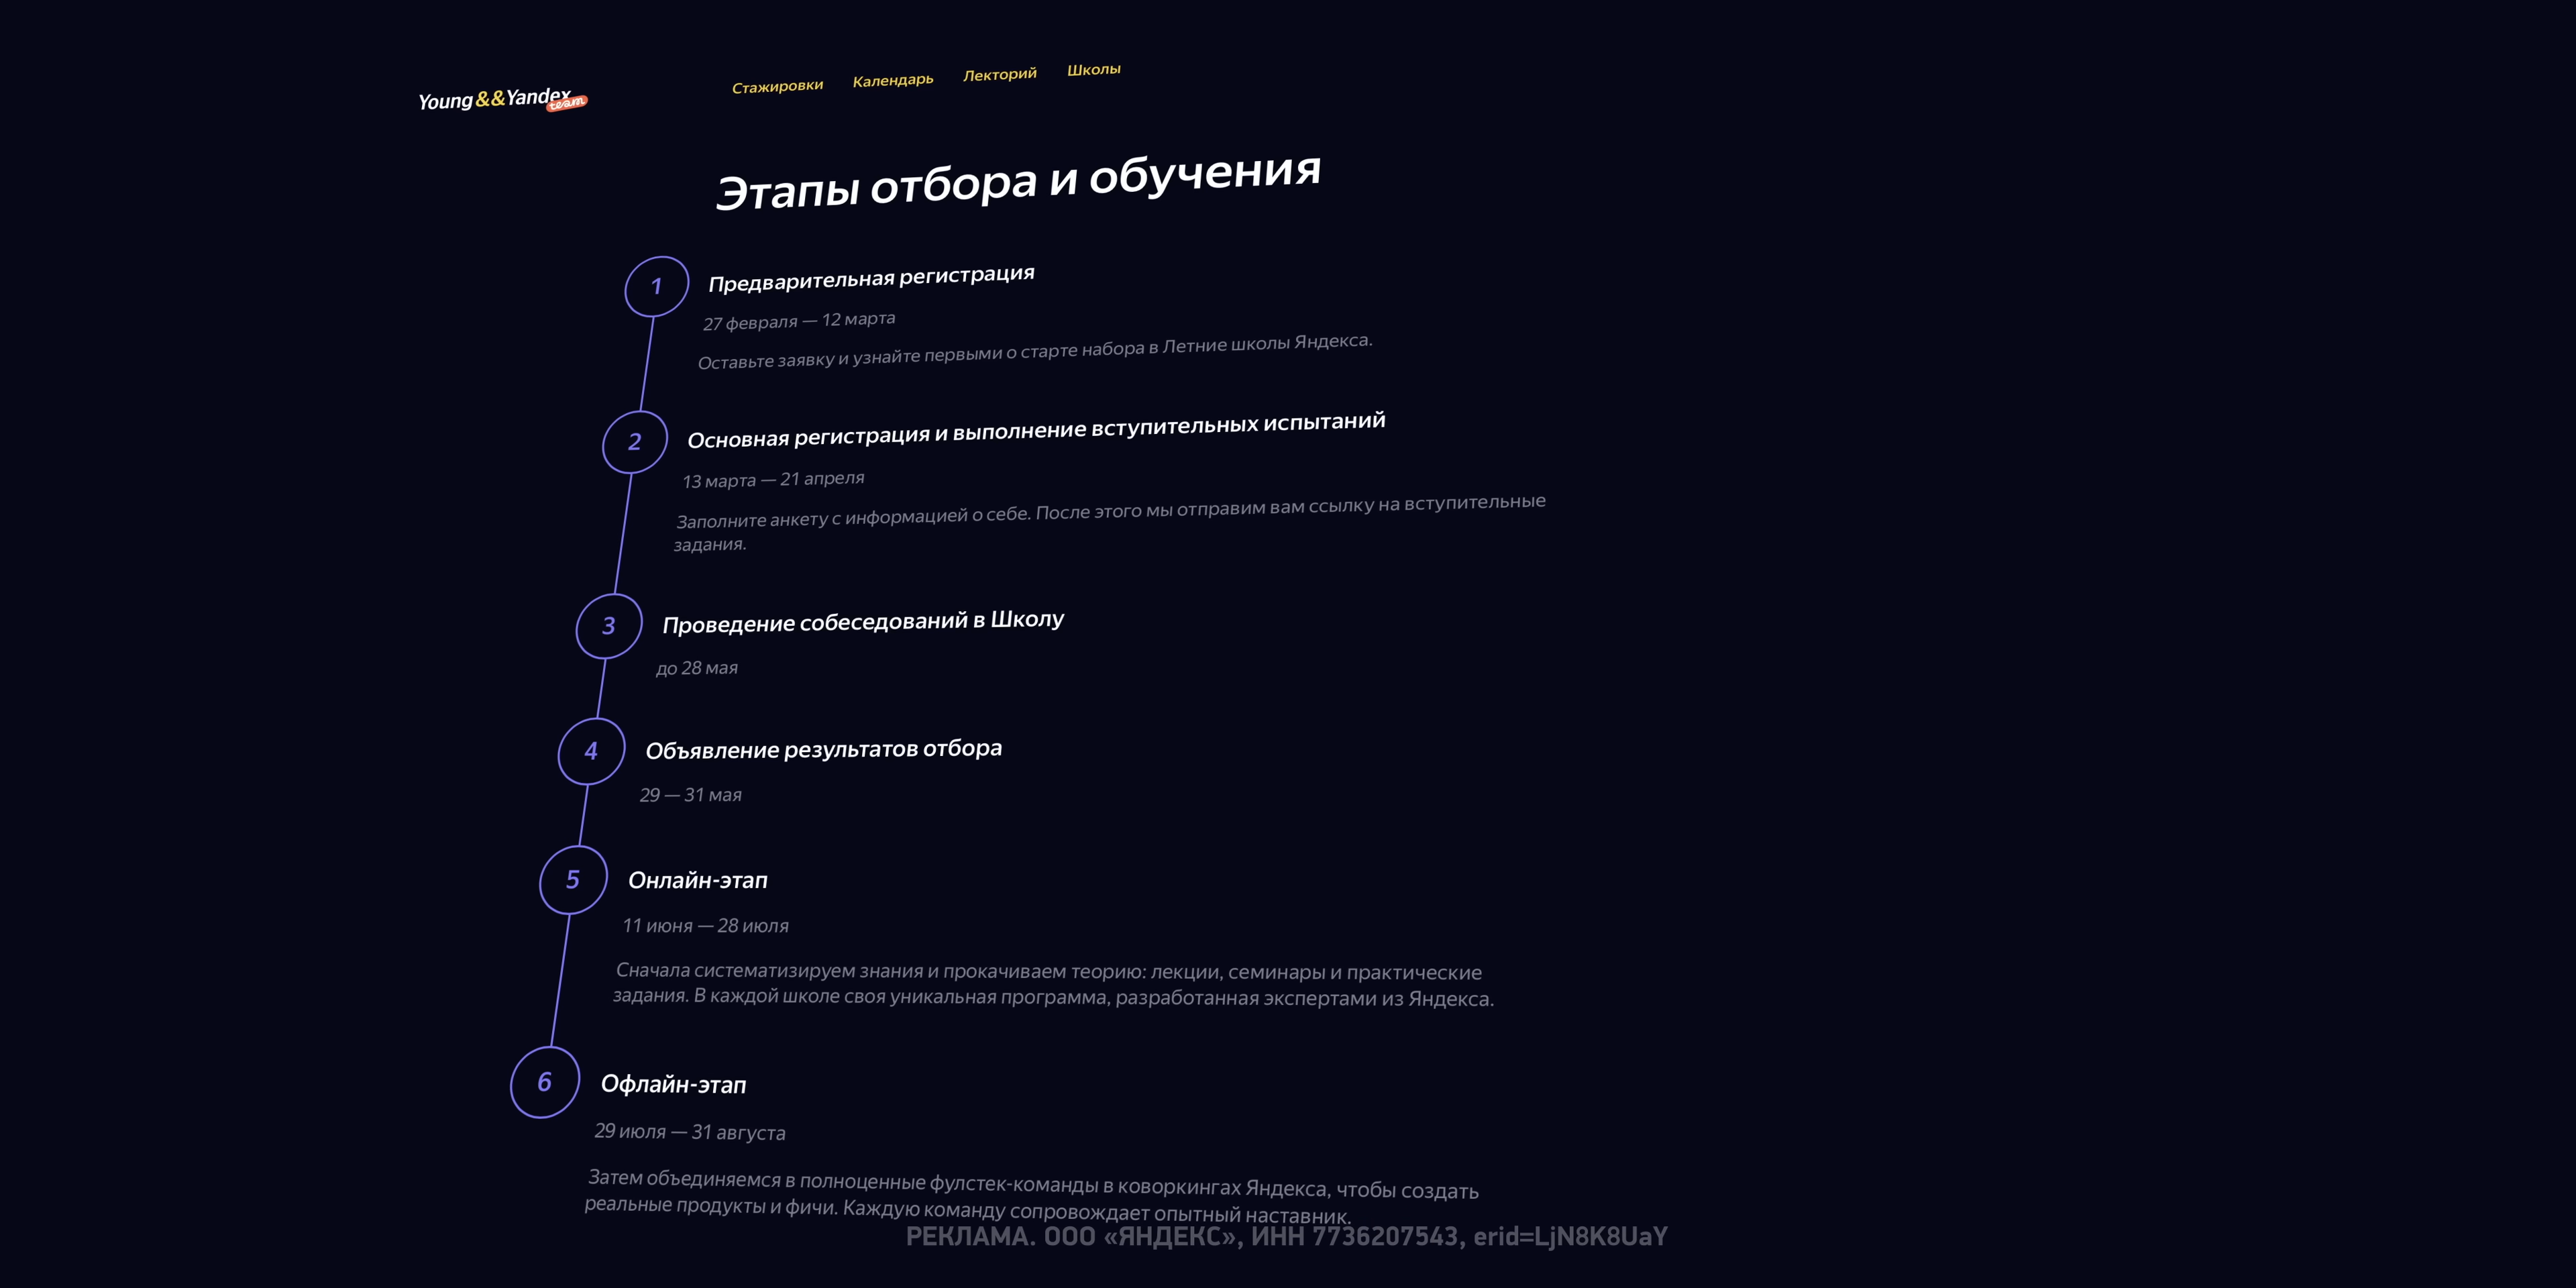 Young && Yandex
team
Стажировки Календарь Лекторий Школы
Этапы отбора и обучения
1
Предварительная регистрация
27 февраля — 12 марта
Оставьте заявку и узнайте первыми о старте набора в Летние школы Яндекса.
2
Основная регистрация и выполнение вступительных испытаний
13 марта — 21 апреля
Заполните анкету с информацией о себе. После этого мы отправим вам ссылку на вступительные
задания.
3
Проведение собеседований в Школу
до 28 мая
4
Объявление результатов отбора
29 — 31 мая
5
Онлайн-этап
11 июня — 28 июля
Сначала систематизируем знания и прокачиваем теорию: лекции, семинары и практические
задания. В каждой школе своя уникальная программа, разработанная экспертами из Яндекса.
6
Офлайн-этап
29 июля — 31 августа
Затем объединяемся в полноценные фулстек-команды в коворкингах Яндекса, чтобы создать
реальные продукты и фичи. Каждую команду сопровождает опытный наставник.
РЕКЛАМА. ООО «ЯНДЕКС», ИНН 7736207543, erid=LjN8K8UaY